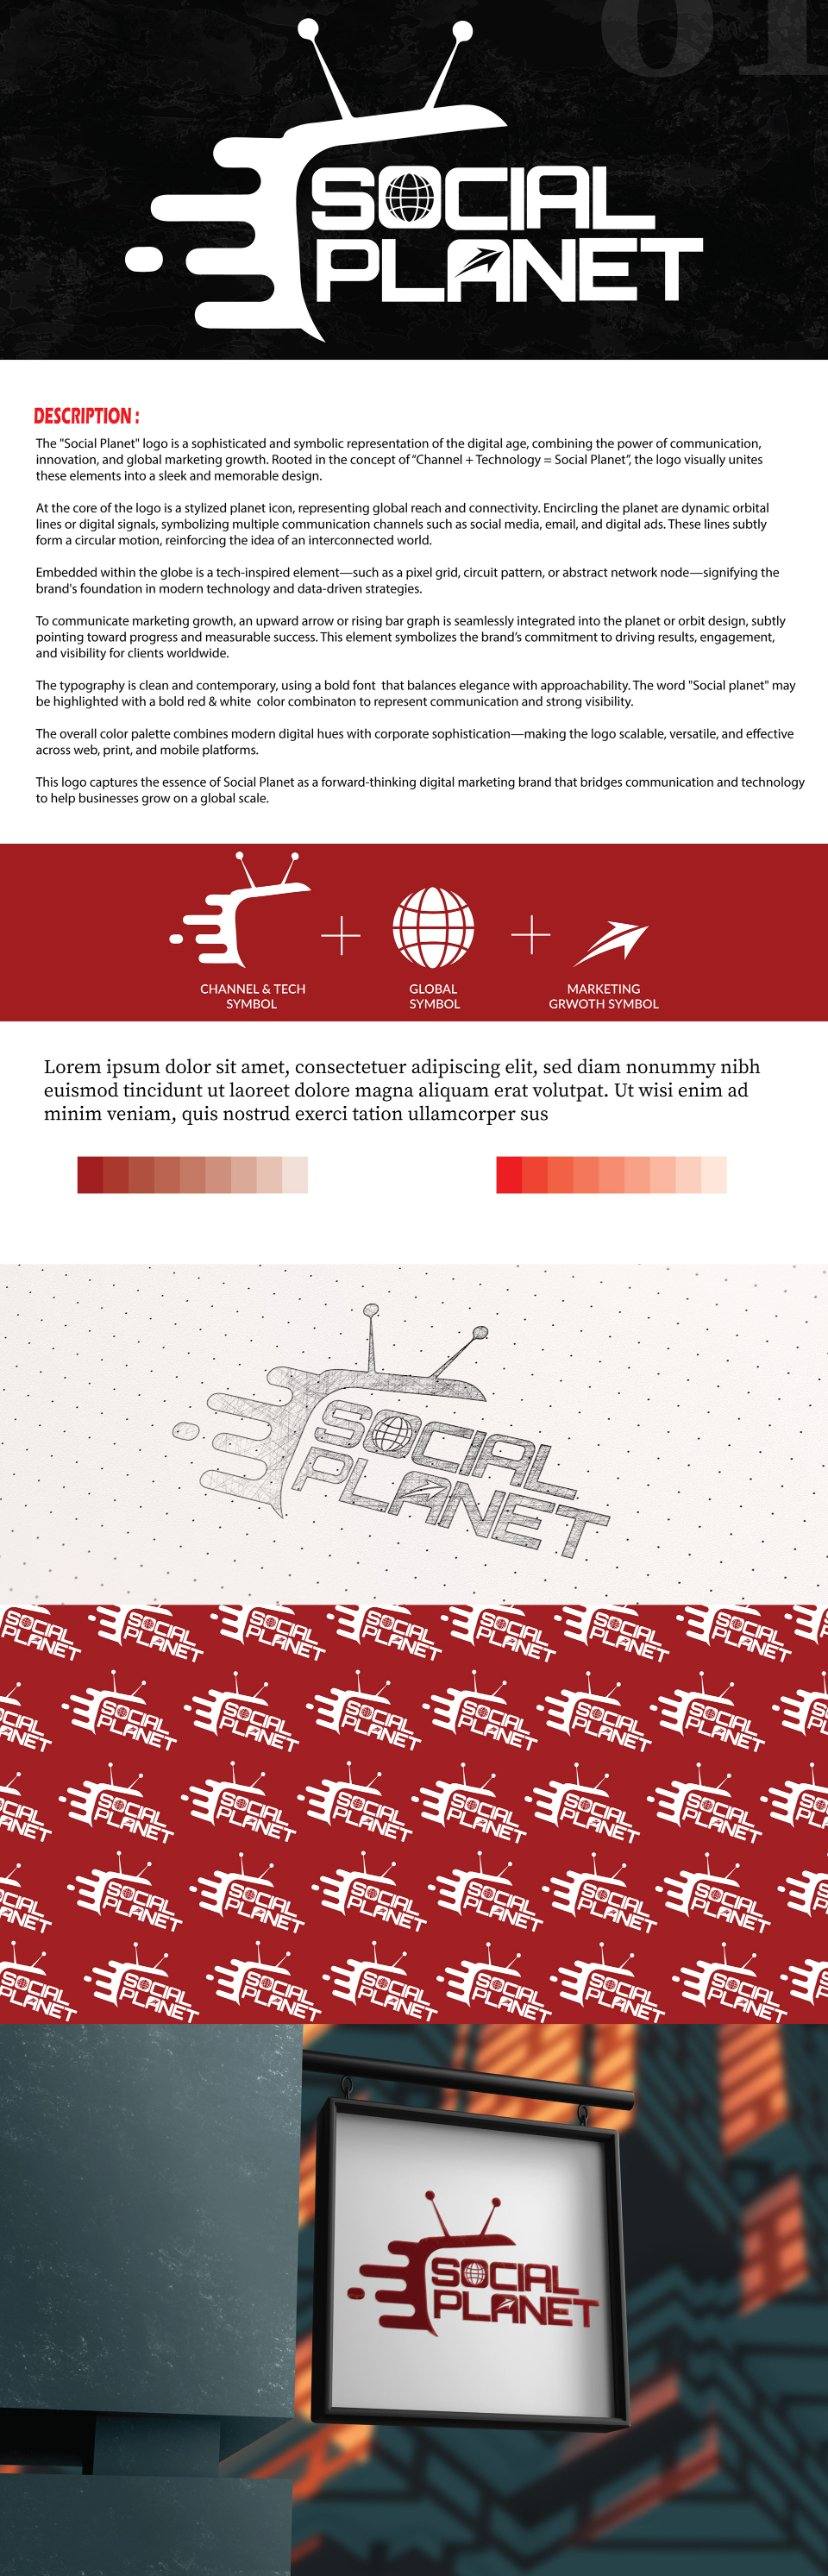 01
SOCIAL
PLANET
DESCRIPTION :
The "Social Planet" logo is a sophisticated and symbolic representation of the digital age, combining the power of communication,
innovation, and global marketing growth. Rooted in the concept of “Channel + Technology = Social Planet”, the logo visually unites
these elements into a sleek and memorable design.
At the core of the logo is a stylized planet icon, representing global reach and connectivity. Encircling the planet are dynamic orbital
lines or digital signals, symbolizing multiple communication channels such as social media, email, and digital ads. These lines subtly
form a circular motion, reinforcing the idea of an interconnected world.
Embedded within the globe is a tech-inspired element—such as a pixel grid, circuit pattern, or abstract network node—signifying the
brand's foundation in modern technology and data-driven strategies.
To communicate marketing growth, an upward arrow or rising bar graph is seamlessly integrated into the planet or orbit design, subtly
pointing toward progress and measurable success. This element symbolizes the brand’s commitment to driving results, engagement,
and visibility for clients worldwide.
The typography is clean and contemporary, using a bold font that balances elegance with approachability. The word "Social planet" may
be highlighted with a bold red & white color combinaton to represent communication and strong visibility.
The overall color palette combines modern digital hues with corporate sophistication—making the logo scalable, versatile, and effective
across web, print, and mobile platforms.
This logo captures the essence of Social Planet as a forward-thinking digital marketing brand that bridges communication and technology
to help businesses grow on a global scale.
CHANNEL & TECH
SYMBOL
GLOBAL
SYMBOL
MARKETING
GRWOTH SYMBOL
Lorem ipsum dolor sit amet, consectetuer adipiscing elit, sed diam nonummy nibh
euismod tincidunt ut laoreet dolore magna aliquam erat volutpat. Ut wisi enim ad
minim veniam, quis nostrud exerci tation ullamcorper sus
SOCIAL
PLANET
SOCIAL
PLANET
SOCIAL
PLANET